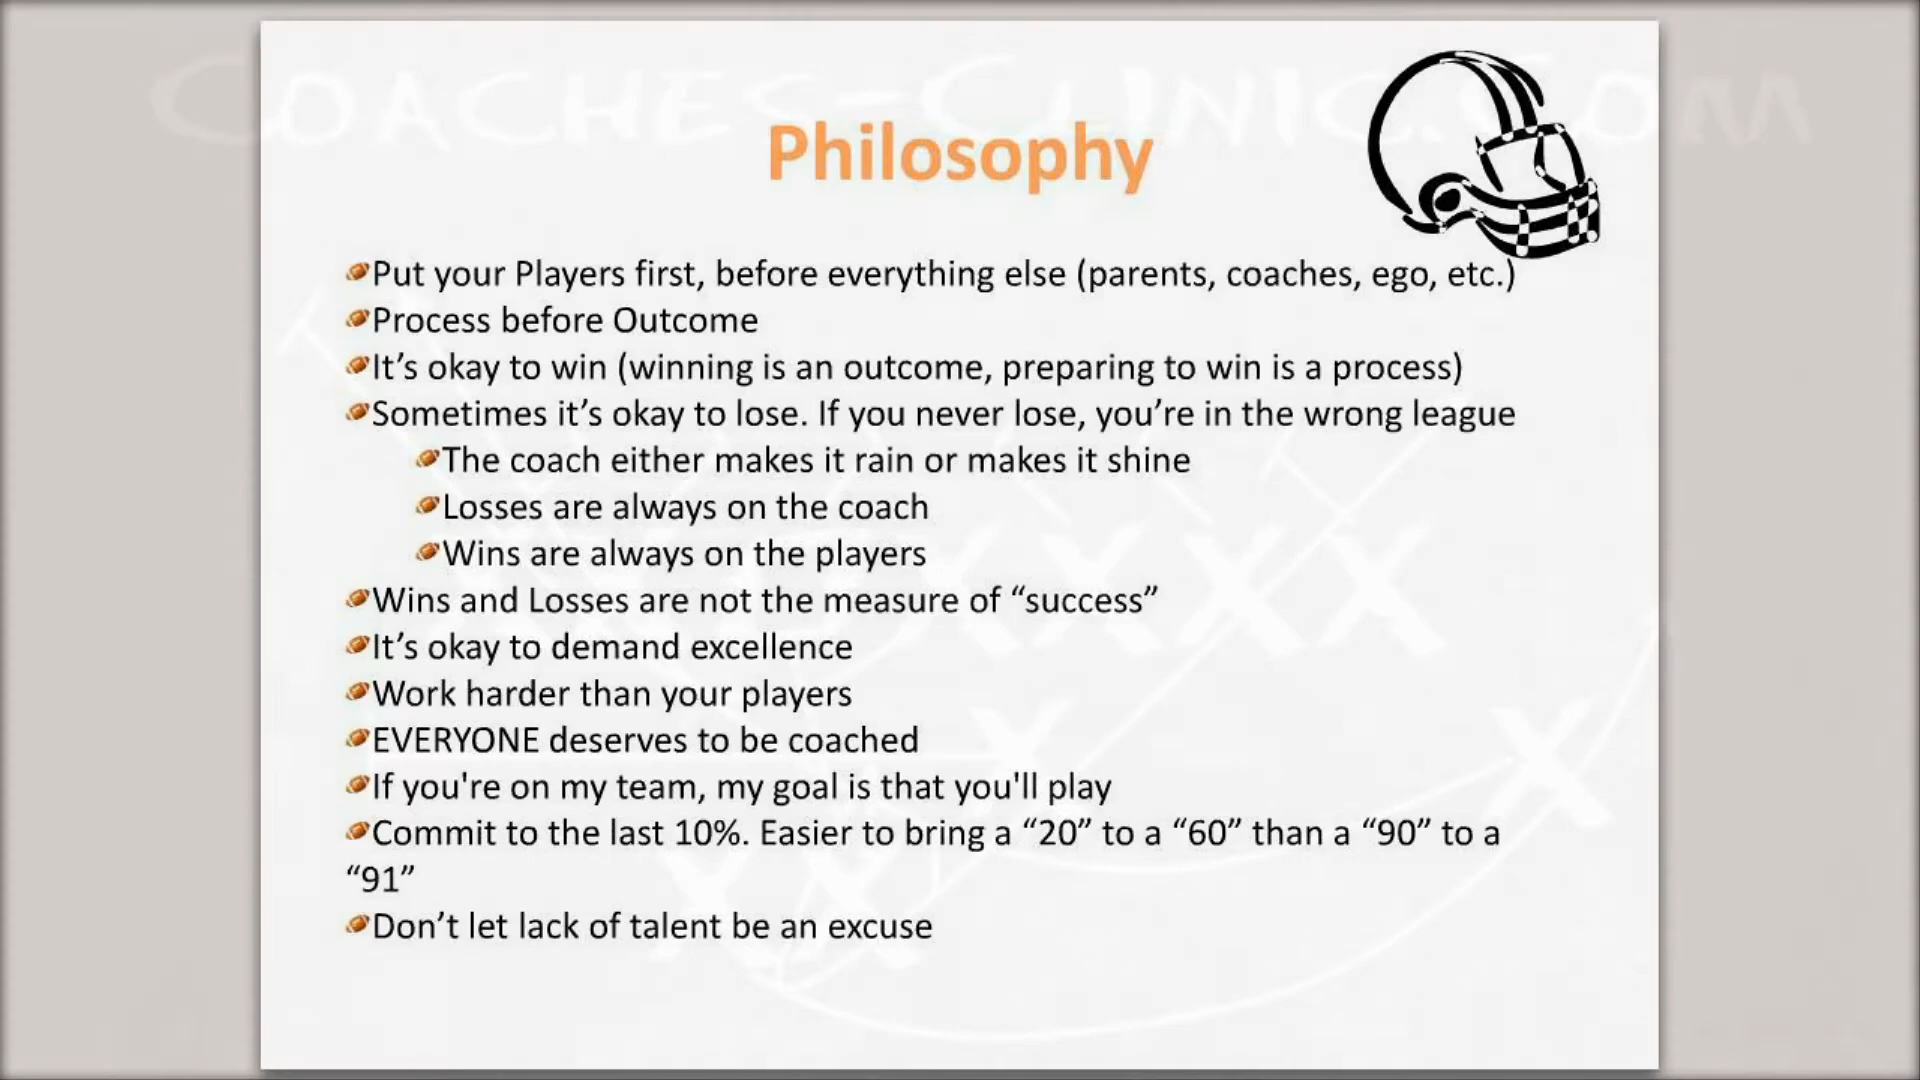 COACHES-CLINIC.COM
Philosophy
Put your Players first, before everything else (parents, coaches, ego, etc.)
Process before Outcome
It’s okay to win (winning is an outcome, preparing to win is a process)
Sometimes it’s okay to lose. If you never lose, you’re in the wrong league
The coach either makes it rain or makes it shine
Losses are always on the coach
Wins are always on the players
Wins and Losses are not the measure of “success”
It’s okay to demand excellence
Work harder than your players
EVERYONE deserves to be coached
If you're on my team, my goal is that you'll play
Commit to the last 10%. Easier to bring a “20” to a “60” than a “90” to a
“91”
Don’t let lack of talent be an excuse